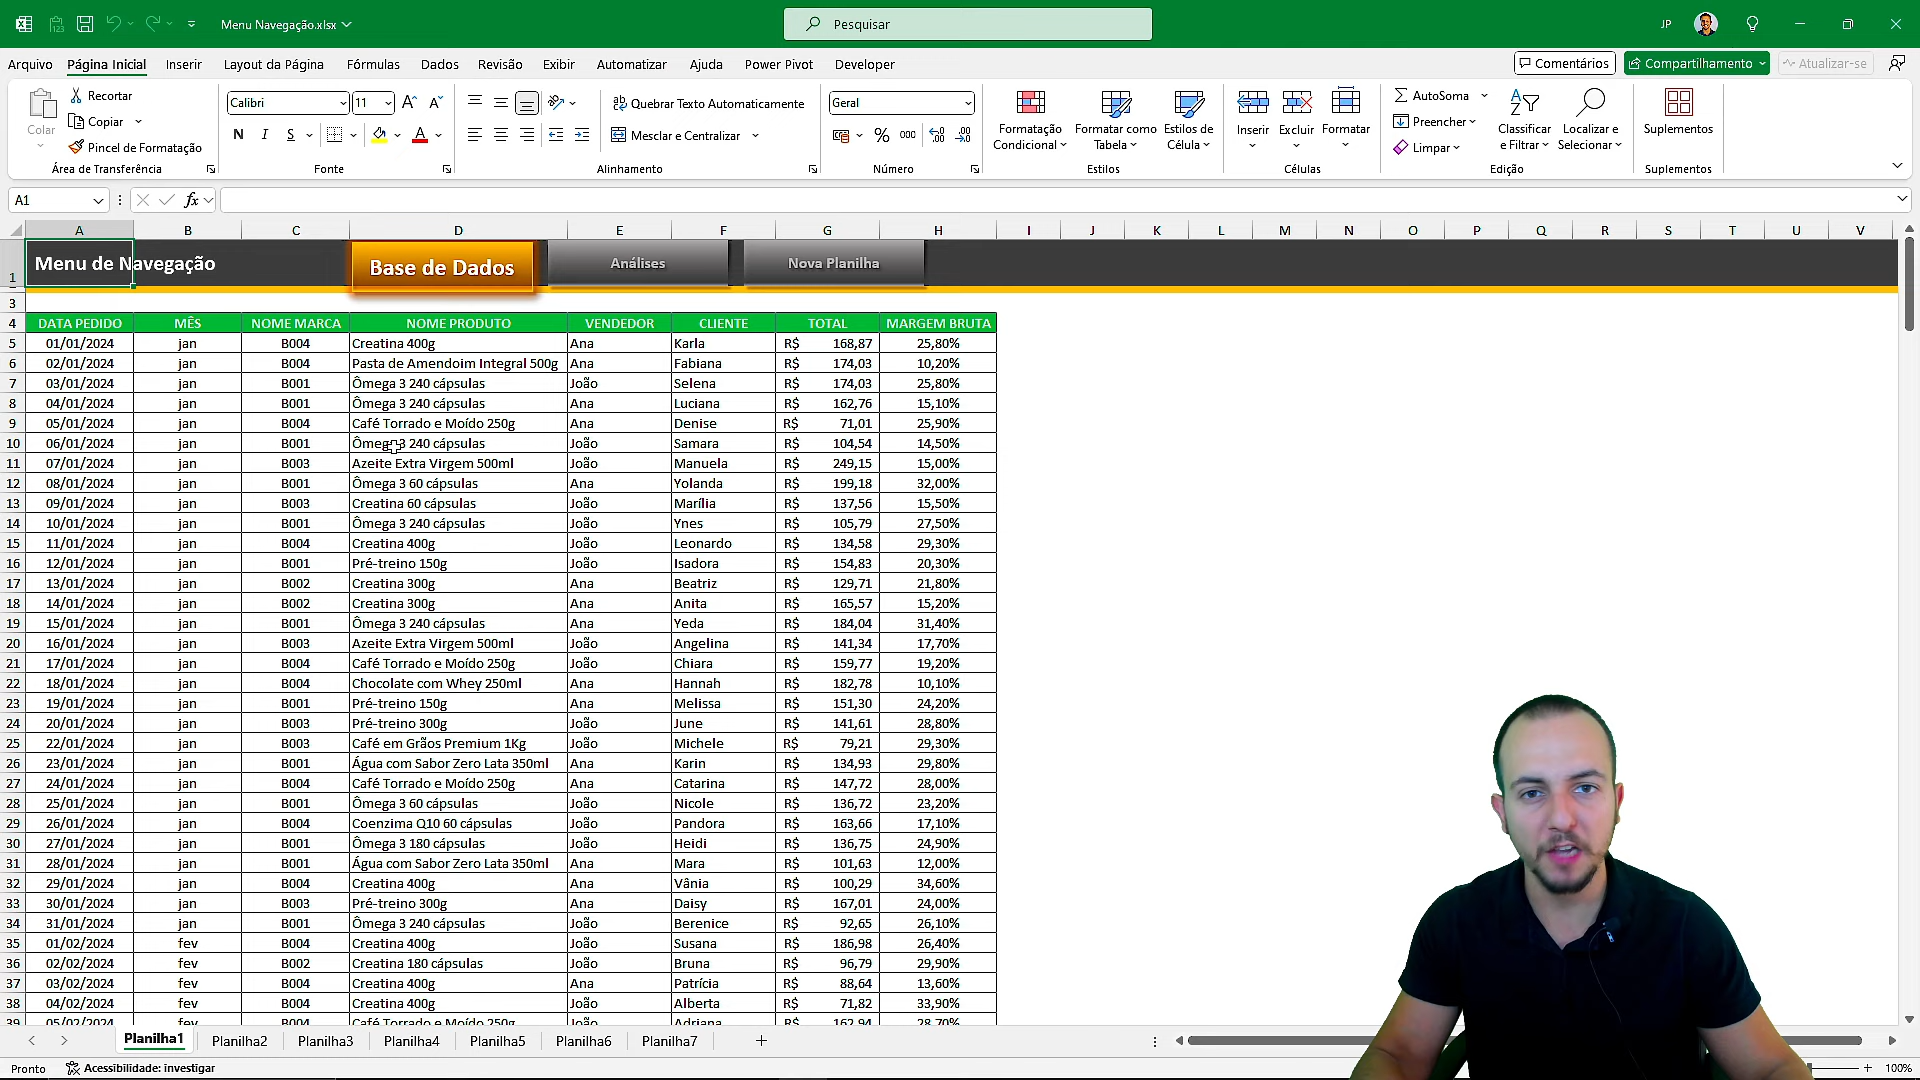 Menu Navegação.xlsx
Pesquisar
JP
Arquivo Página Inicial Inserir Layout da Página Fórmulas Dados Revisão Exibir Automatizar Ajuda Power Pivot Developer
Comentários Compartilhamento Atualizar-se
Colar Recortar Copiar Pincel de Formatação Área de Transferência
Calibri 11 N I S Fonte
Quebrar Texto Automaticamente Mesclar e Centralizar Alinhamento
Geral % 000 Número
Formatação Condicional Formatar como Tabela Estilos de Célula Estilos
Inserir Excluir Formatar Células
AutoSoma Preencher Limpar Classificar e Filtrar Localizar e Selecionar Edição
Suplementos Suplementos
A1 fx
A B C D E F G H I J K L M N O P Q R S T U V
1 Menu de Navegação Base de Dados Análises Nova Planilha
3
4 DATA PEDIDO MÊS NOME MARCA NOME PRODUTO VENDEDOR CLIENTE TOTAL MARGEM BRUTA
5 01/01/2024 jan B004 Creatina 400g Ana Karla R$ 168,87 25,80%
6 02/01/2024 jan B004 Pasta de Amendoim Integral 500g Ana Fabiana R$ 174,03 10,20%
7 03/01/2024 jan B001 Ômega 3 240 cápsulas João Selena R$ 174,03 25,80%
8 04/01/2024 jan B001 Ômega 3 240 cápsulas Ana Luciana R$ 162,76 15,10%
9 05/01/2024 jan B004 Café Torrado e Moído 250g Ana Denise R$ 71,01 25,90%
10 06/01/2024 jan B001 Ômega 3 240 cápsulas João Samara R$ 104,54 14,50%
11 07/01/2024 jan B003 Azeite Extra Virgem 500ml João Manuela R$ 249,15 15,00%
12 08/01/2024 jan B001 Ômega 3 60 cápsulas Ana Yolanda R$ 199,18 32,00%
13 09/01/2024 jan B003 Creatina 60 cápsulas João Marília R$ 137,56 15,50%
14 10/01/2024 jan B001 Ômega 3 240 cápsulas João Ynes R$ 105,79 27,50%
15 11/01/2024 jan B004 Creatina 400g João Leonardo R$ 134,58 29,30%
16 12/01/2024 jan B001 Pré-treino 150g João Isadora R$ 154,83 20,30%
17 13/01/2024 jan B002 Creatina 300g Ana Beatriz R$ 129,71 21,80%
18 14/01/2024 jan B002 Creatina 300g Ana Anita R$ 165,57 15,20%
19 15/01/2024 jan B001 Ômega 3 240 cápsulas Ana Yeda R$ 184,04 31,40%
20 16/01/2024 jan B003 Azeite Extra Virgem 500ml João Angelina R$ 141,34 17,70%
21 17/01/2024 jan B004 Café Torrado e Moído 250g João Chiara R$ 159,77 19,20%
22 18/01/2024 jan B004 Chocolate com Whey 250ml Ana Hannah R$ 182,78 10,10%
23 19/01/2024 jan B001 Pré-treino 150g Ana Melissa R$ 151,30 24,20%
24 20/01/2024 jan B003 Pré-treino 300g João June R$ 141,61 28,80%
25 22/01/2024 jan B003 Café em Grãos Premium 1Kg João Michele R$ 79,21 29,30%
26 23/01/2024 jan B001 Água com Sabor Zero Lata 350ml Ana Karin R$ 134,93 29,80%
27 24/01/2024 jan B004 Café Torrado e Moído 250g Ana Catarina R$ 147,72 28,00%
28 25/01/2024 jan B001 Ômega 3 60 cápsulas João Nicole R$ 136,72 23,20%
29 26/01/2024 jan B004 Coenzima Q10 60 cápsulas João Pandora R$ 163,66 17,10%
30 27/01/2024 jan B001 Ômega 3 180 cápsulas João Heidi R$ 136,75 24,90%
31 28/01/2024 jan B001 Água com Sabor Zero Lata 350ml Ana Mara R$ 101,63 12,00%
32 29/01/2024 jan B004 Creatina 400g Ana Vânia R$ 100,29 34,60%
33 30/01/2024 jan B003 Pré-treino 300g Ana Daisy R$ 167,01 24,00%
34 31/01/2024 jan B001 Ômega 3 240 cápsulas João Berenice R$ 92,65 26,10%
35 01/02/2024 fev B004 Creatina 400g João Susana R$ 186,98 26,40%
36 02/02/2024 fev B002 Creatina 180 cápsulas João Bruna R$ 96,79 29,90%
37 03/02/2024 fev B004 Creatina 400g Ana Patrícia R$ 88,64 13,60%
38 04/02/2024 fev B004 Creatina 400g João Alberta R$ 71,82 33,90%
39 05/02/2024 fev B004 Café Torrado e Moído 250g João Adriana R$ 162,94 28,70%
Planilha1 Planilha2 Planilha3 Planilha4 Planilha5 Planilha6 Planilha7
Pronto Acessibilidade: investigar 100%